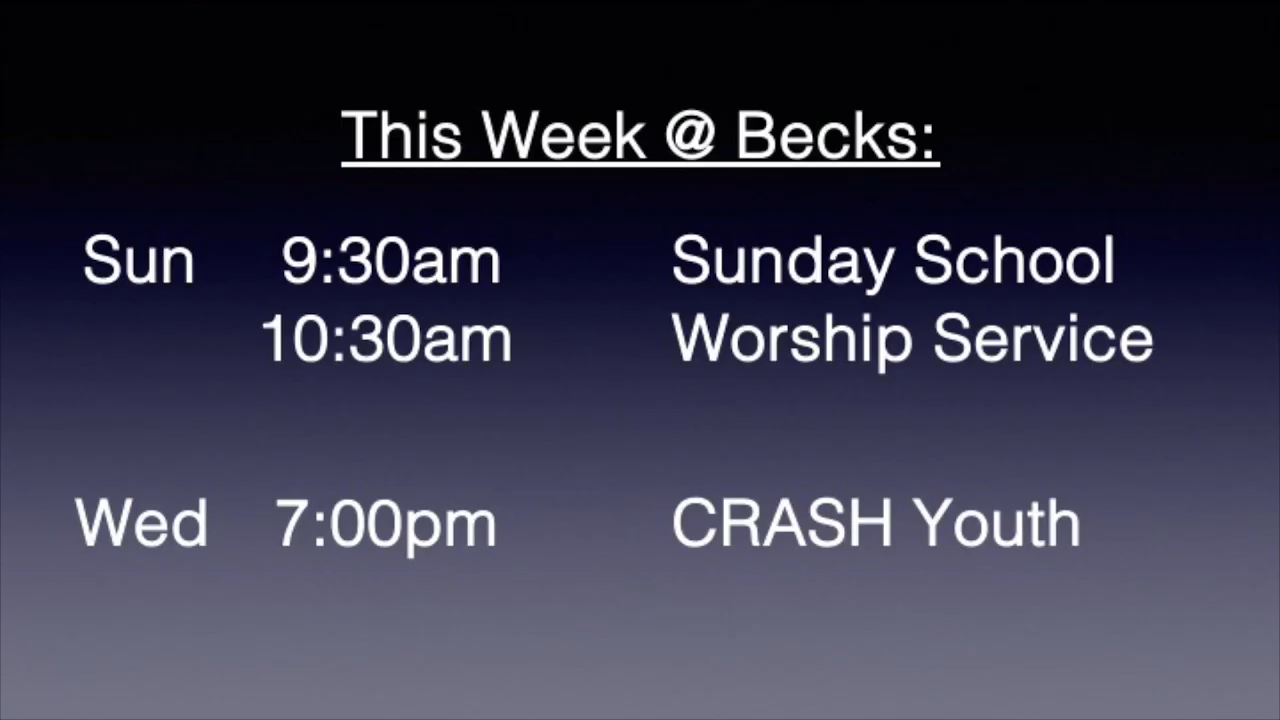 This Week @ Becks:
Sun 9:30am Sunday School
10:30am Worship Service
Wed 7:00pm CRASH Youth